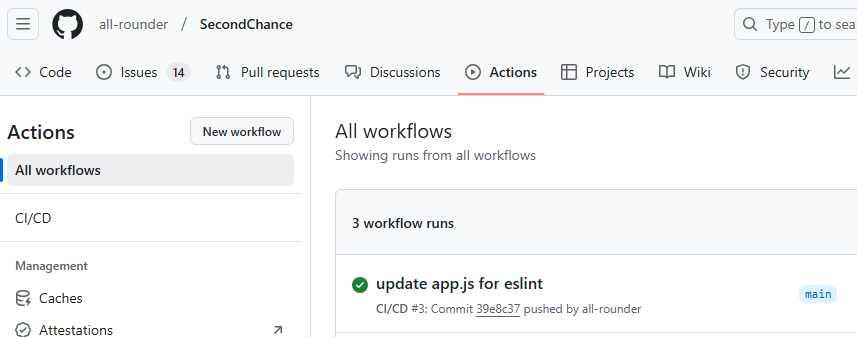 all-rounder / SecondChance
Type / to sea
Code
Issues 14
Pull requests
Discussions
Actions
Projects
Wiki
Security
Actions
New workflow
All workflows
CI/CD
Management
Caches
Attestations
All workflows
Showing runs from all workflows
3 workflow runs
update app.js for eslint
CI/CD #3: Commit 39e8c37 pushed by all-rounder
main